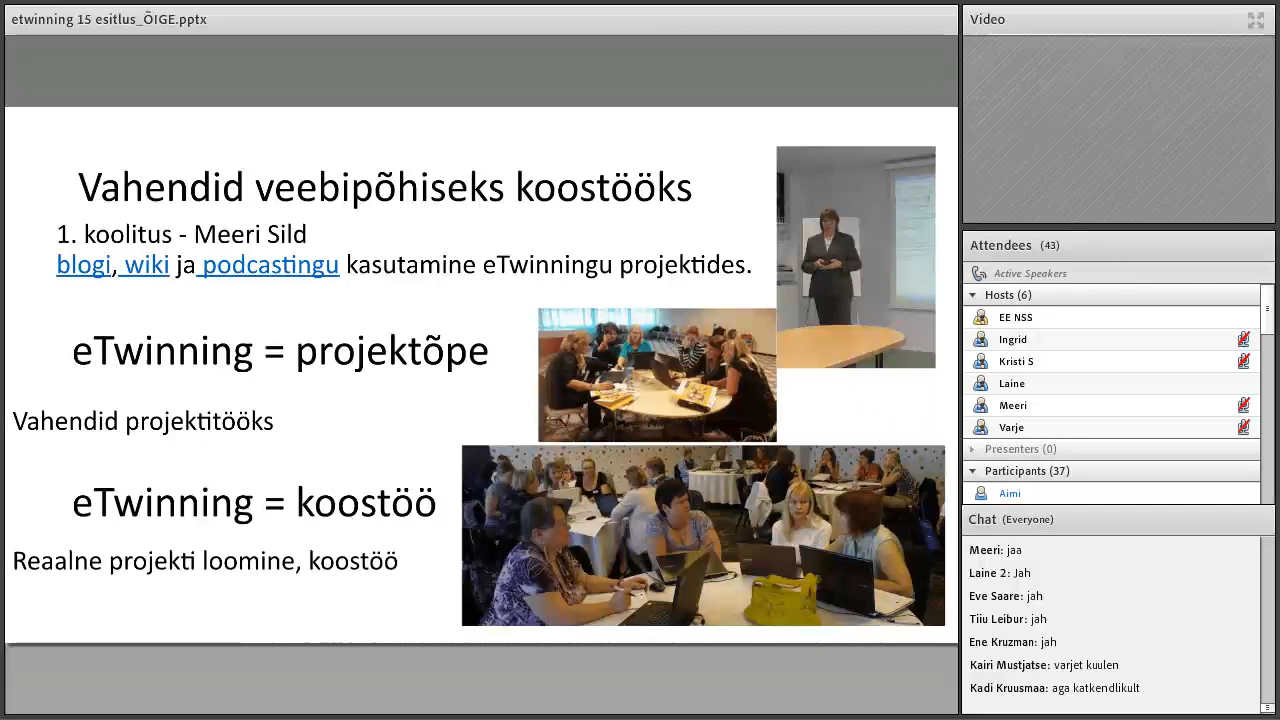 etwinning 15 esitlus_ÕIGE.pptx
Vahendid veebipõhiseks koostööks
1. koolitus - Meeri Sild
blogi, wiki ja podcastingu kasutamine eTwinningu projektides.
eTwinning = projektõpe
Vahendid projektitööks
eTwinning = koostöö
Reaalne projekti loomine, koostöö
Video
Attendees (43)
Active Speakers
Hosts (6)
EE NSS
Ingrid
Kristi S
Laine
Meeri
Varje
Presenters (0)
Participants (37)
Aimi
Chat (Everyone)
Meeri: jaa
Laine 2: Jah
Eve Saare: jah
Tiiu Leibur: jah
Ene Kruzman: jah
Kairi Mustjatse: varjet kuulen
Kadi Kruusmaa: aga katkendlikult